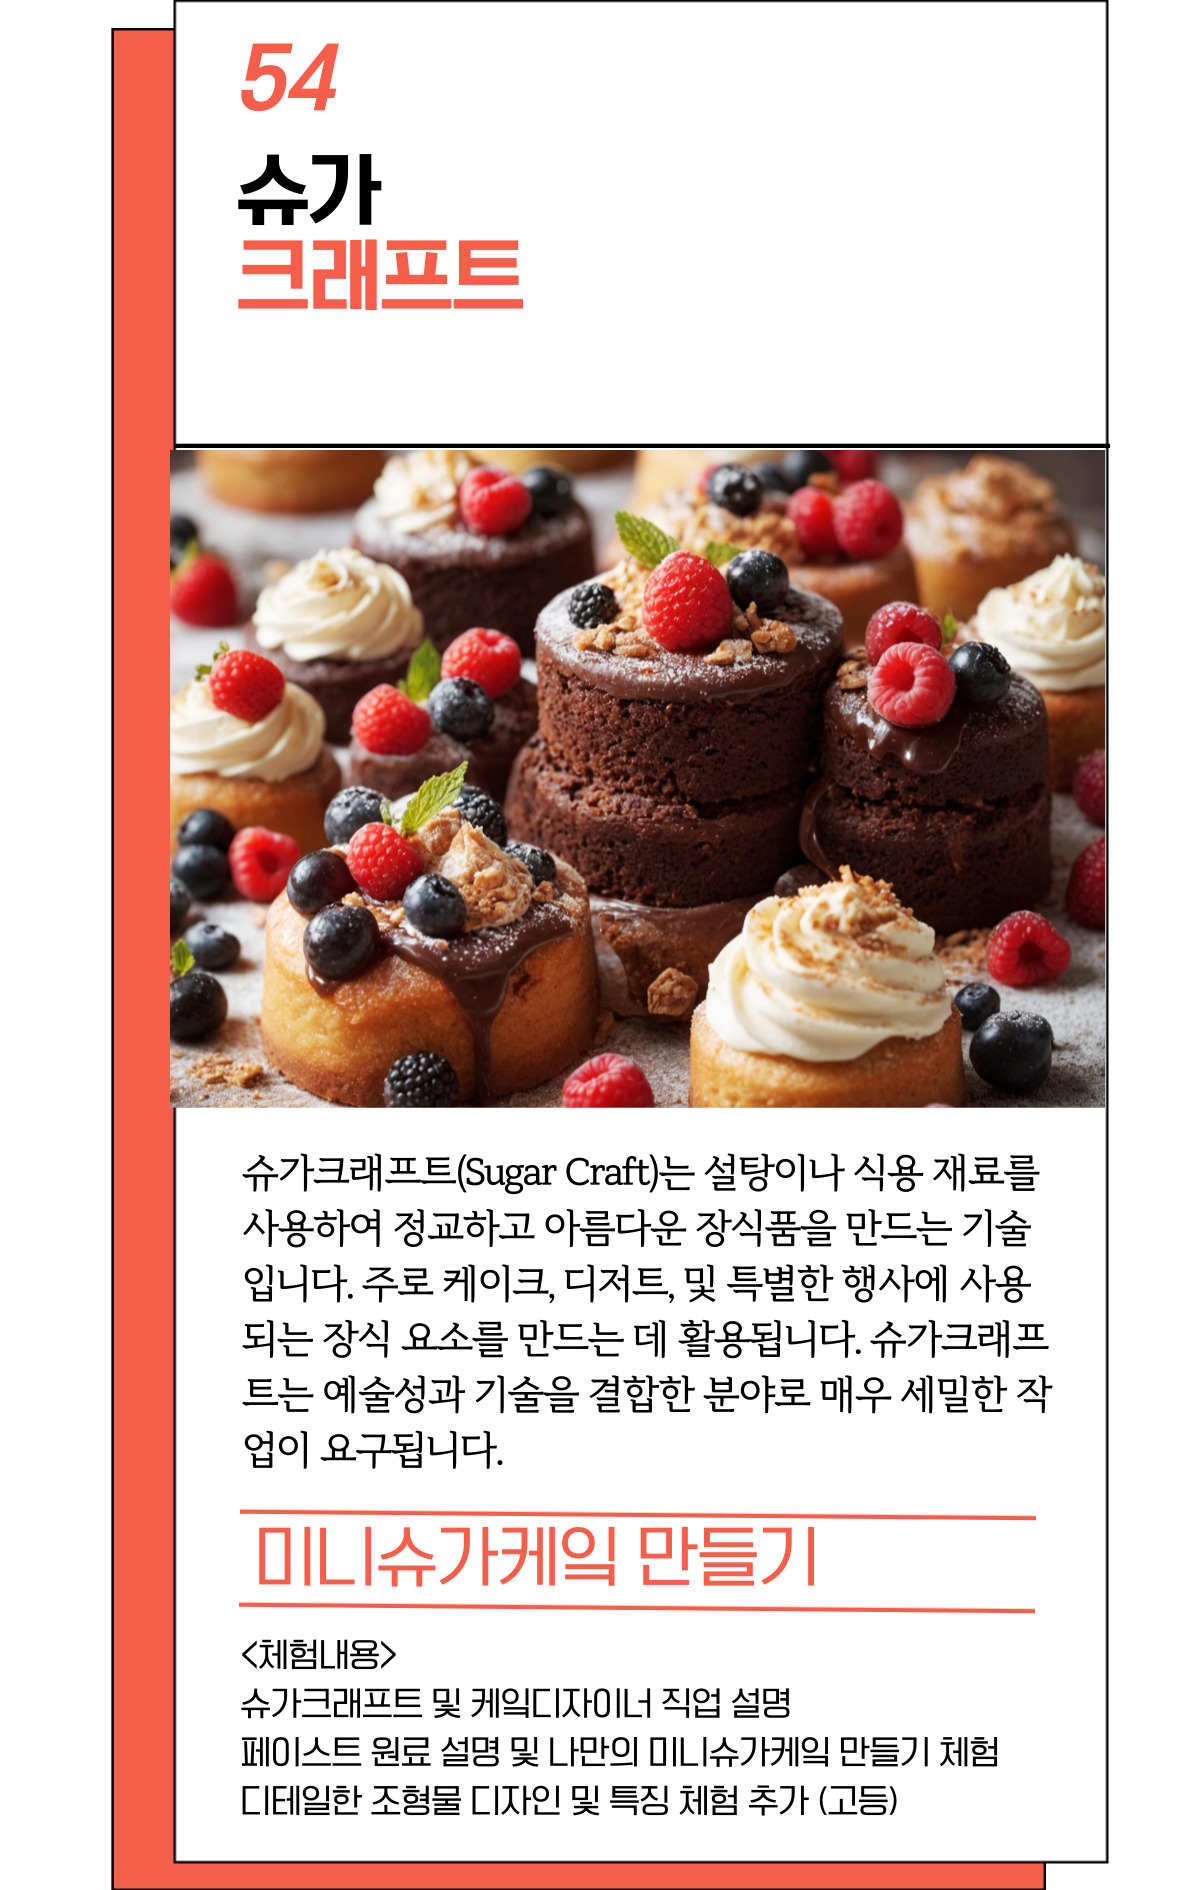 54
슈가
크래프트
슈가크래프트(Sugar Craft)는 설탕이나 식용 재료를
사용하여 정교하고 아름다운 장식품을 만드는 기술
입니다. 주로 케이크, 디저트, 및 특별한 행사에 사용
되는 장식 요소를 만드는 데 활용됩니다. 슈가크래프
트는 예술성과 기술을 결합한 분야로 매우 세밀한 작
업이 요구됩니다.
미니슈가케잌 만들기
<체험내용>
슈가크래프트 및 케잌디자이너 직업 설명
페이스트 원료 설명 및 나만의 미니슈가케잌 만들기 체험
디테일한 조형물 디자인 및 특징 체험 추가 (고등)